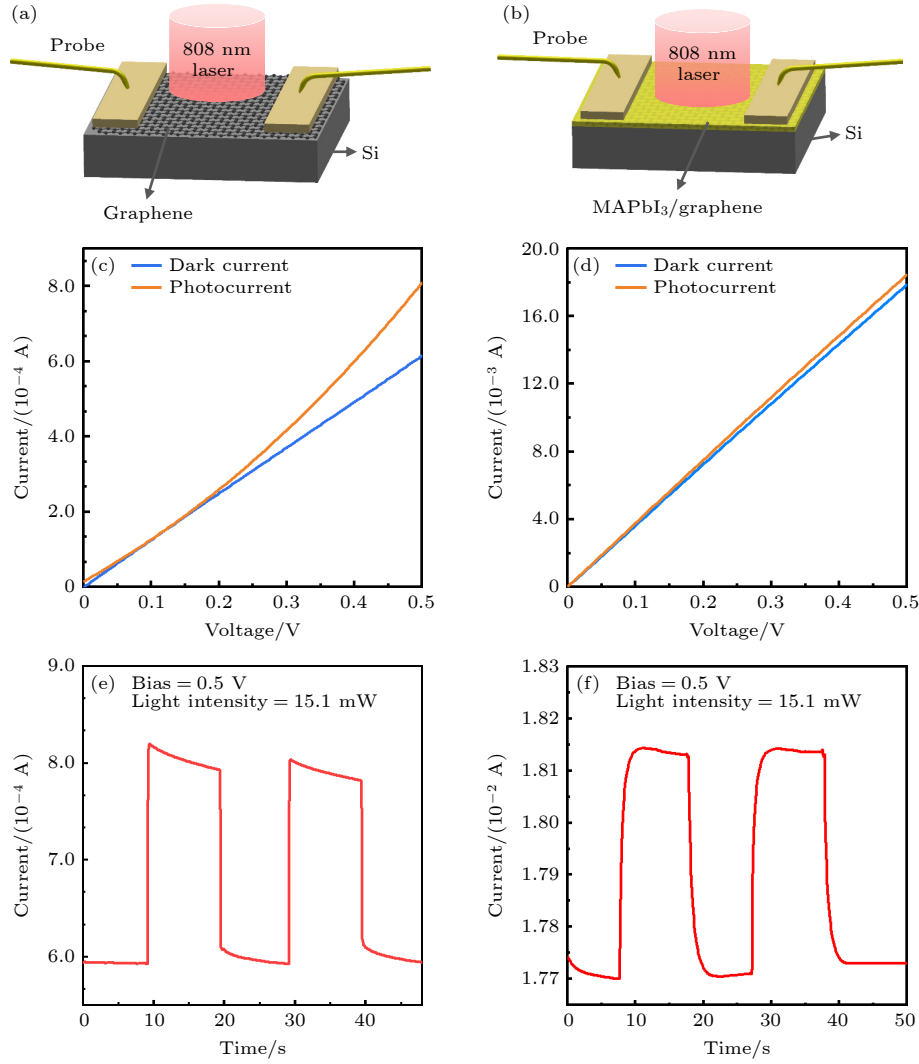 (a)
Probe
808 nm
laser
Si
Graphene
(b)
Probe
808 nm
laser
Si
MAPbI₃/graphene
(c)
Dark current
Photocurrent
8.0
6.0
4.0
2.0
0
Current/(10⁻⁴ A)
0 0.1 0.2 0.3 0.4 0.5
Voltage/V
(d)
Dark current
Photocurrent
20.0
16.0
12.0
8.0
4.0
0
Current/(10⁻³ A)
0 0.1 0.2 0.3 0.4 0.5
Voltage/V
(e) Bias = 0.5 V
Light intensity = 15.1 mW
9.0
8.0
7.0
6.0
Current/(10⁻⁴ A)
0 10 20 30 40
Time/s
(f) Bias = 0.5 V
Light intensity = 15.1 mW
1.83
1.82
1.81
1.80
1.79
1.78
1.77
Current/(10⁻² A)
0 10 20 30 40 50
Time/s